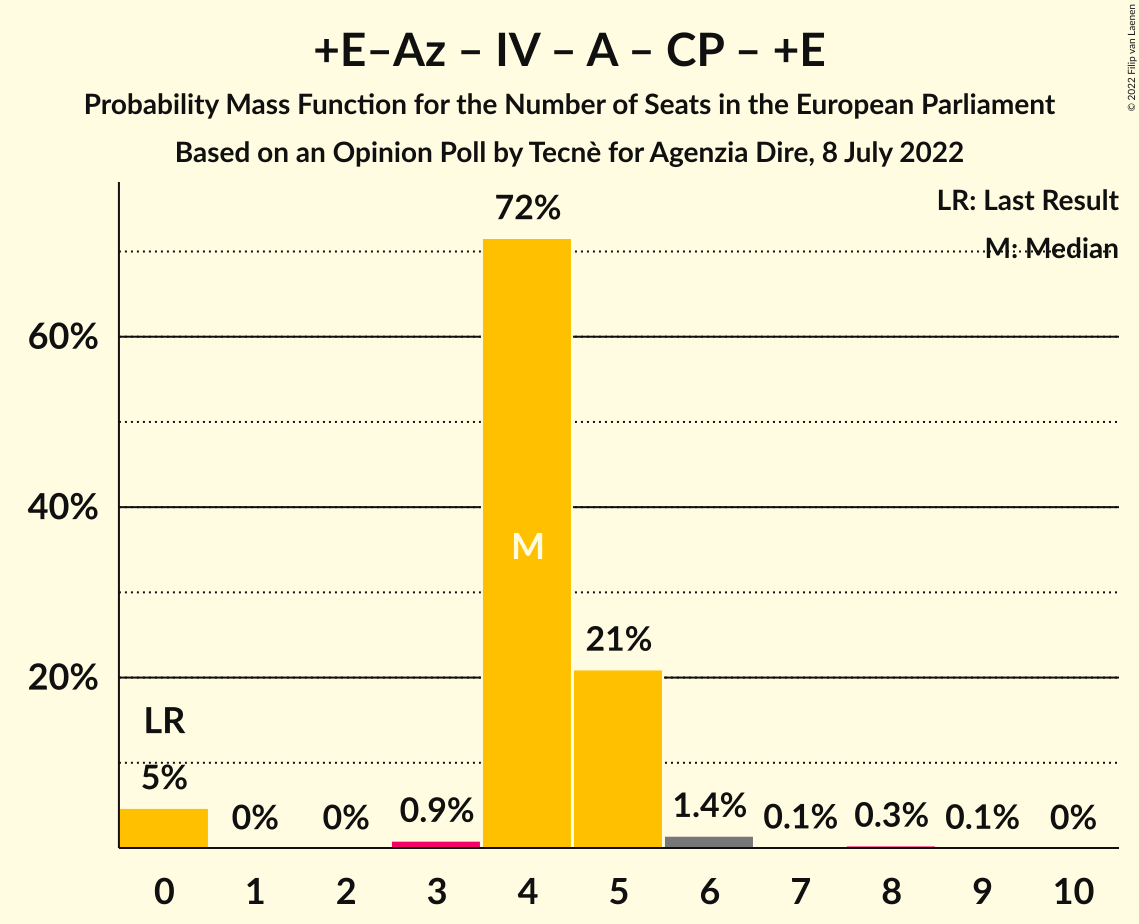 +E–Az – IV – A – CP – +E
Probability Mass Function for the Number of Seats in the European Parliament
Based on an Opinion Poll by Tecnè for Agenzia Dire, 8 July 2022
© 2022 Filip van Laenen
LR: Last Result
M: Median
72%
60%
40%
M
21%
20%
LR
5%
0%
0%
0.9%
1.4%
0.1%
0.3%
0.1%
0%
0 1 2 3 4 5 6 7 8 9 10